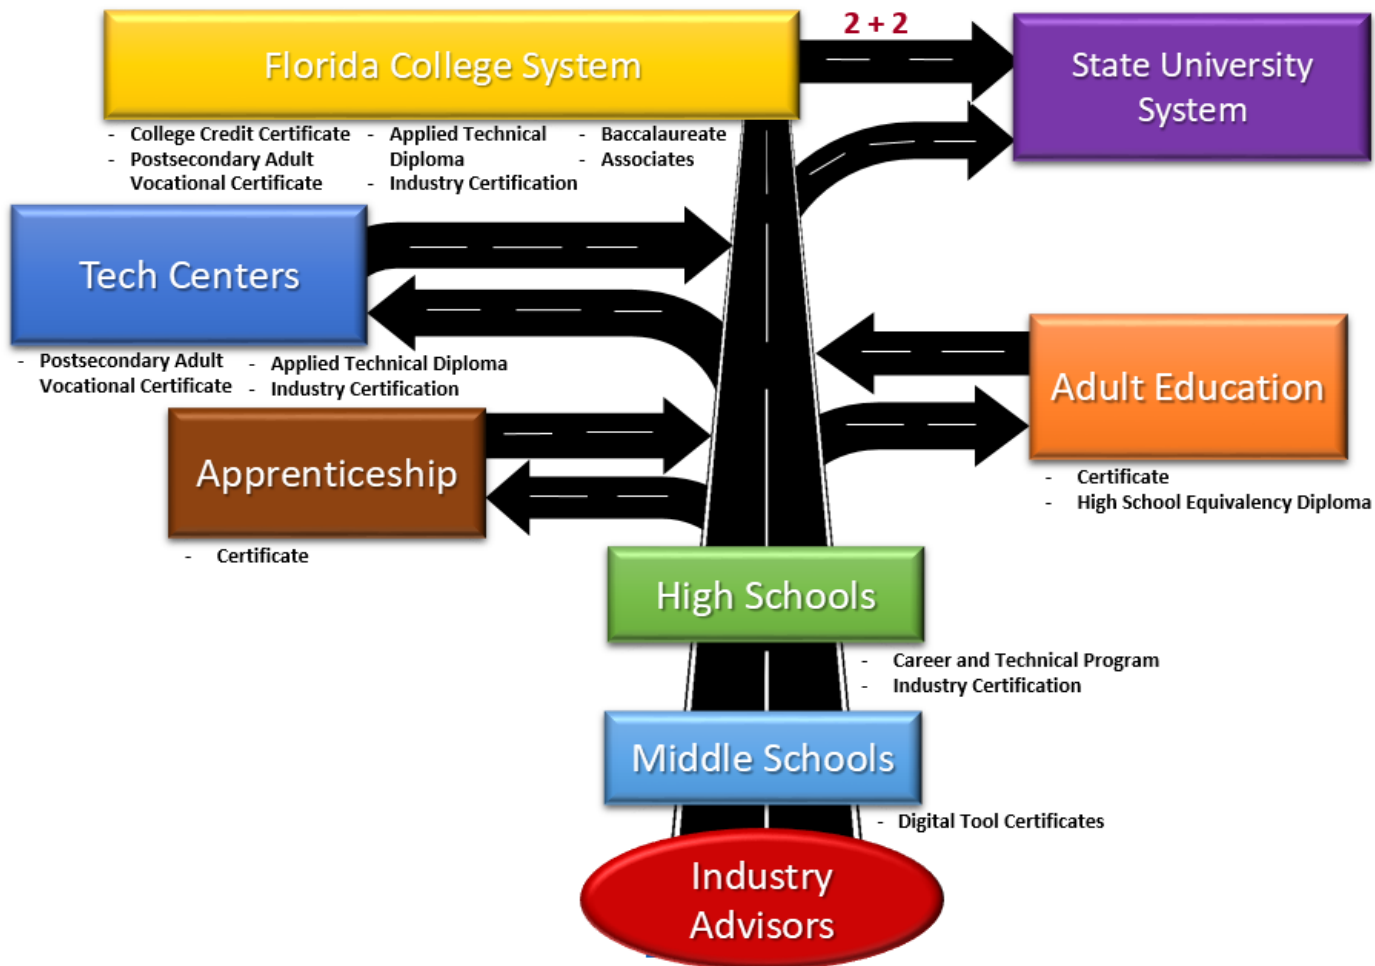 2 + 2
Florida College System
State University
System
- College Credit Certificate
- Postsecondary Adult
Vocational Certificate
- Applied Technical
Diploma
- Industry Certification
- Baccalaureate
- Associates
Tech Centers
- Postsecondary Adult
Vocational Certificate
- Applied Technical Diploma
- Industry Certification
Adult Education
- Certificate
- High School Equivalency Diploma
Apprenticeship
- Certificate
High Schools
- Career and Technical Program
- Industry Certification
Middle Schools
- Digital Tool Certificates
Industry
Advisors